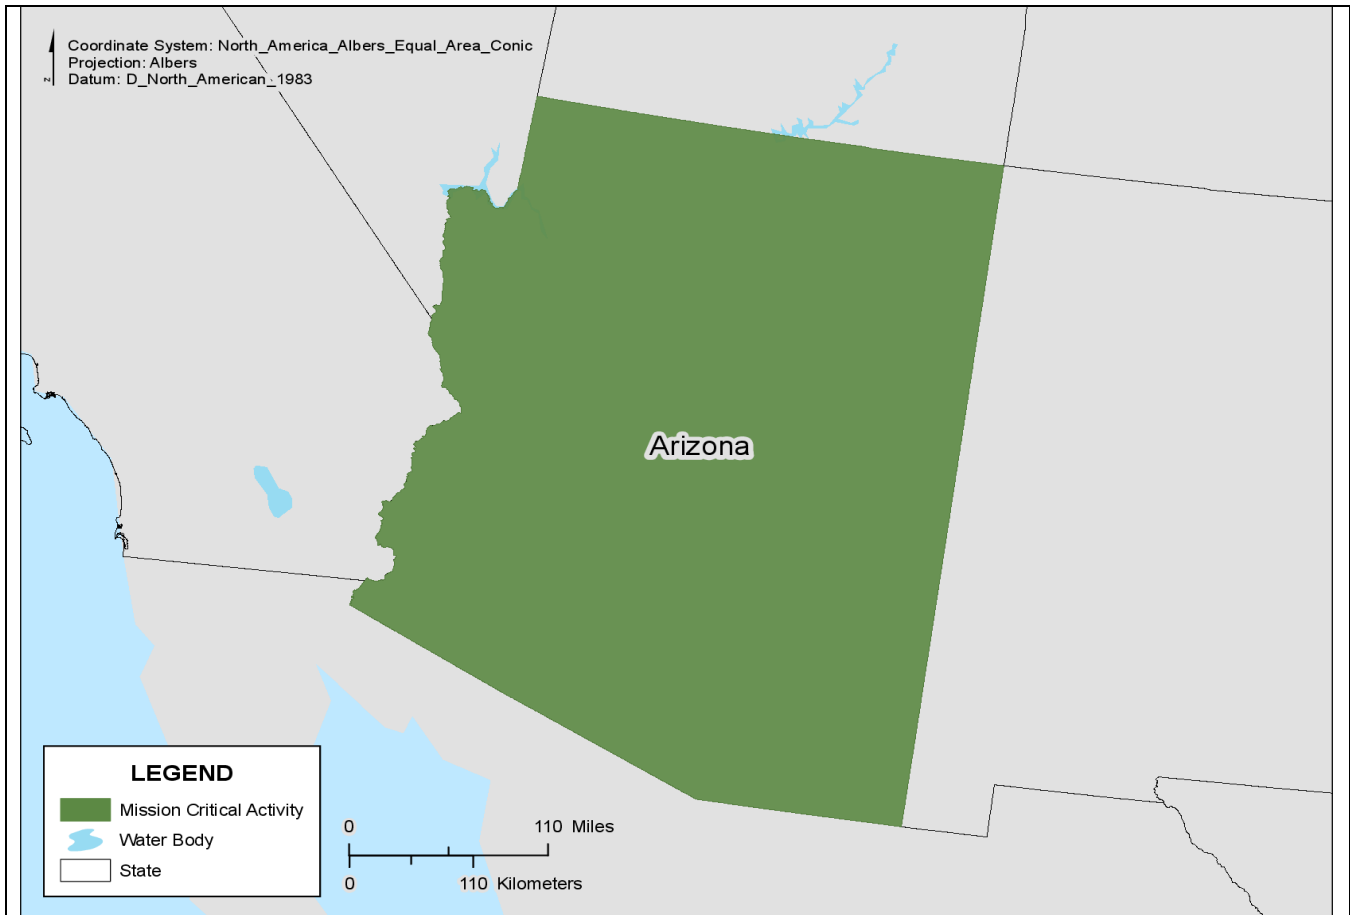 Coordinate System: North_America_Albers_Equal_Area_Conic
Projection: Albers
Z
Datum: D_North_American_1983
Arizona
LEGEND
Mission Critical Activity
Water Body
State
0 110 Miles
0 110 Kilometers